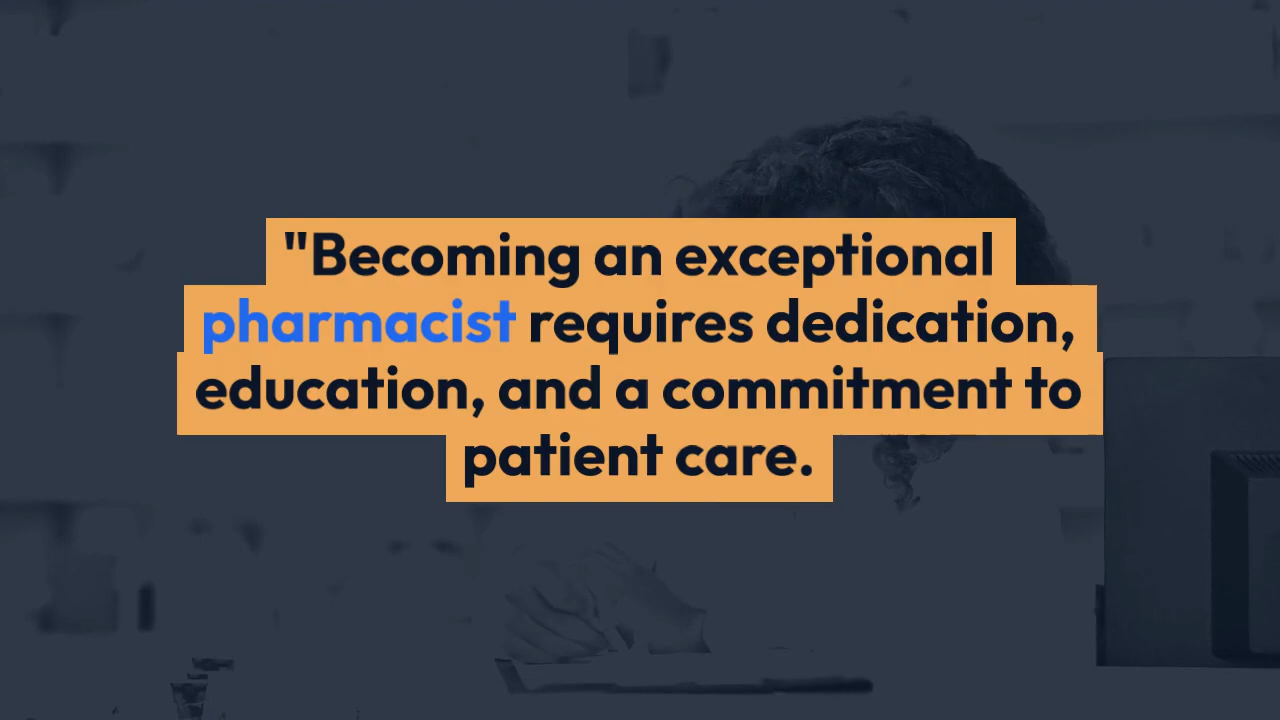 "Becoming an exceptional
pharmacist requires dedication,
education, and a commitment to
patient care.